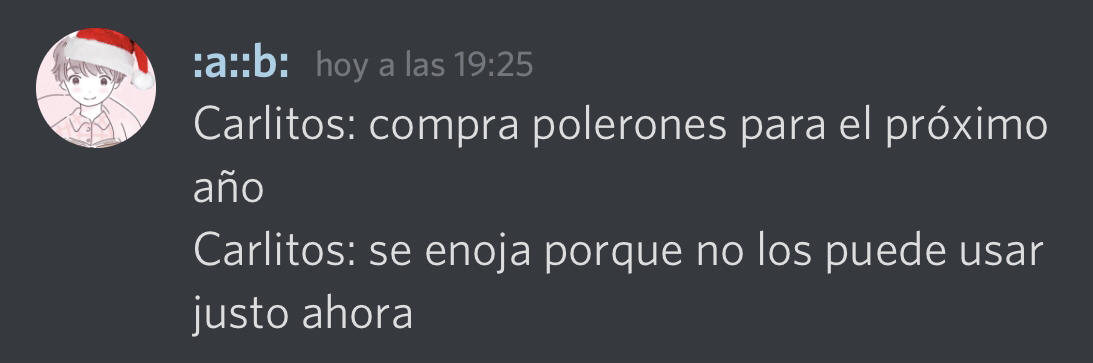 :a::b: hoy a las 19:25
Carlitos: compra polerones para el próximo
año
Carlitos: se enoja porque no los puede usar
justo ahora